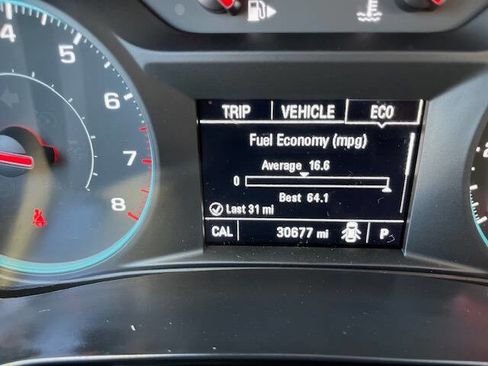 TRIP VEHICLE ECO
Fuel Economy (mpg)
Average 16.6
0
Best 64.1
Last 31 mi
CAL 30677 mi P
4
5
6
7
8